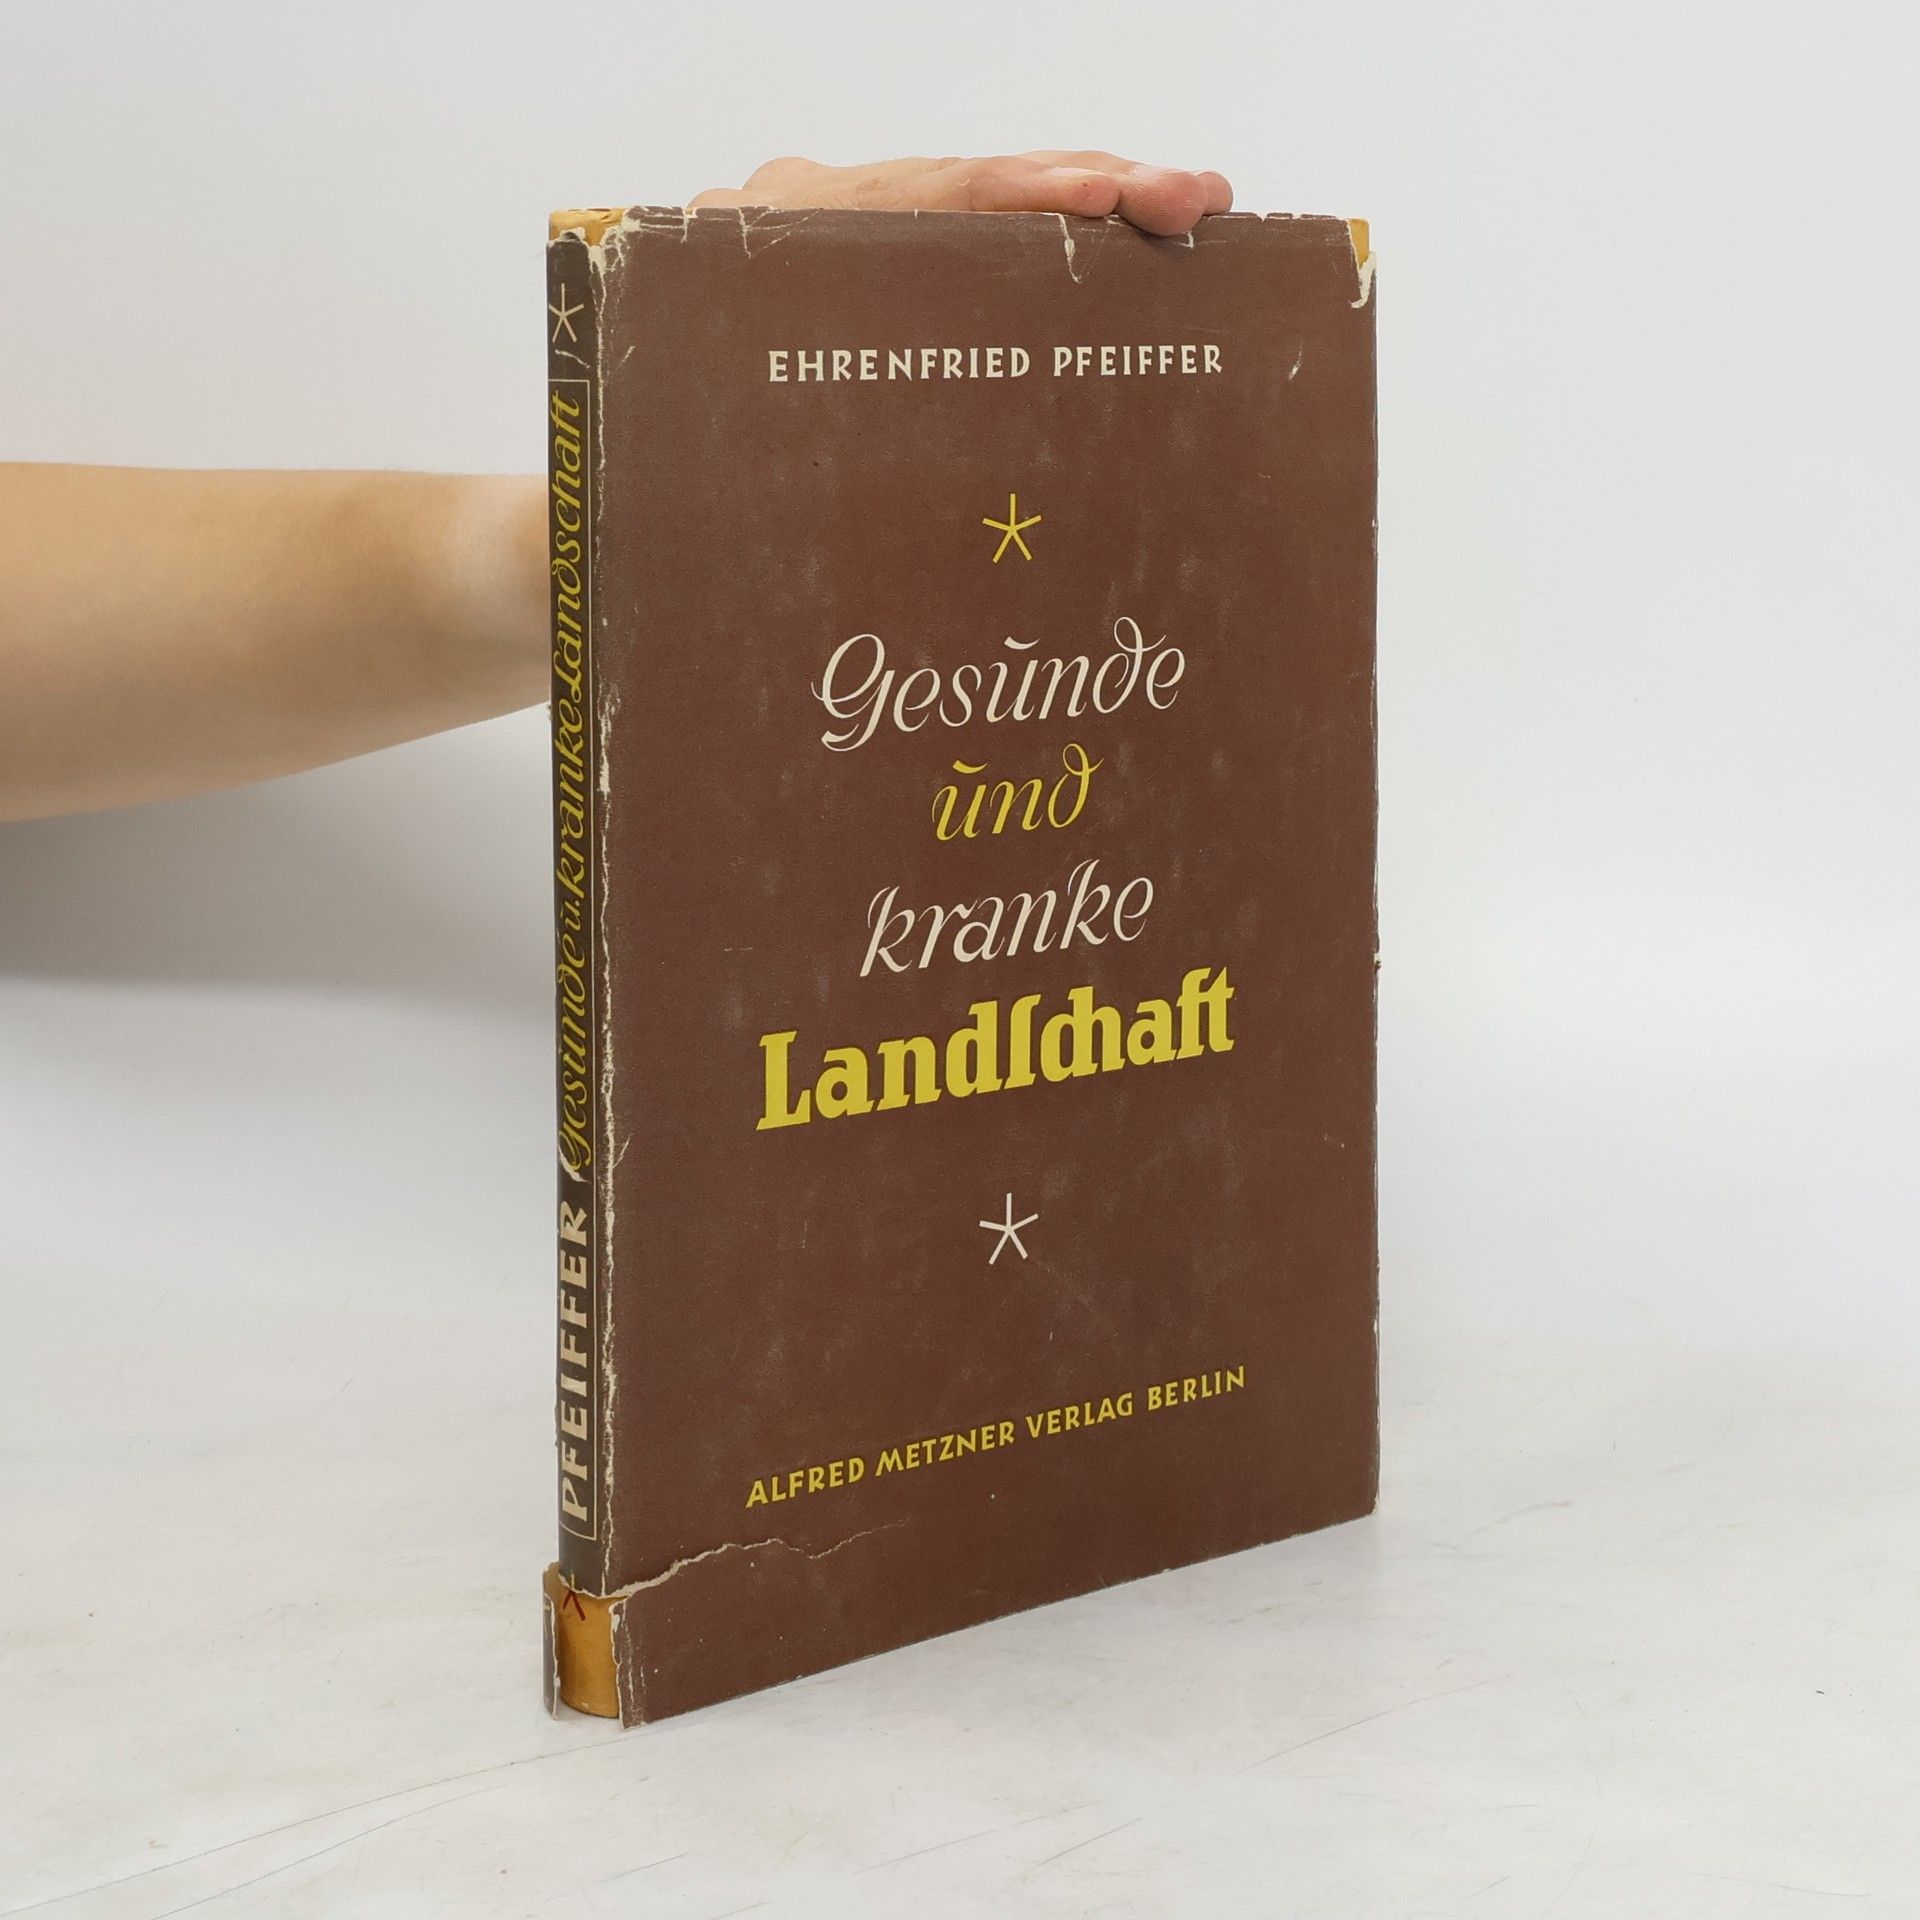 EHRENFRIED PFEIFFER
Gesunde
und
kranke
Landſchaft
ALFRED METZNER VERLAG BERLIN
PFEIFFER Gesunde u. kranke Landschaft